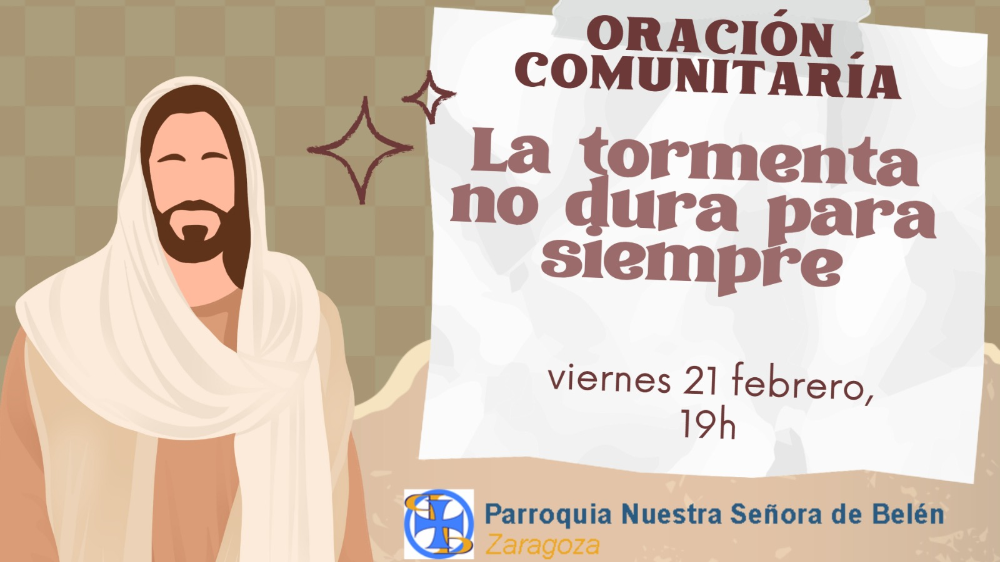 ORACIÓN
COMUNITARÍA
La tormenta
no dura para
siempre
viernes 21 febrero,
19h
Parroquia Nuestra Señora de Belén
Zaragoza